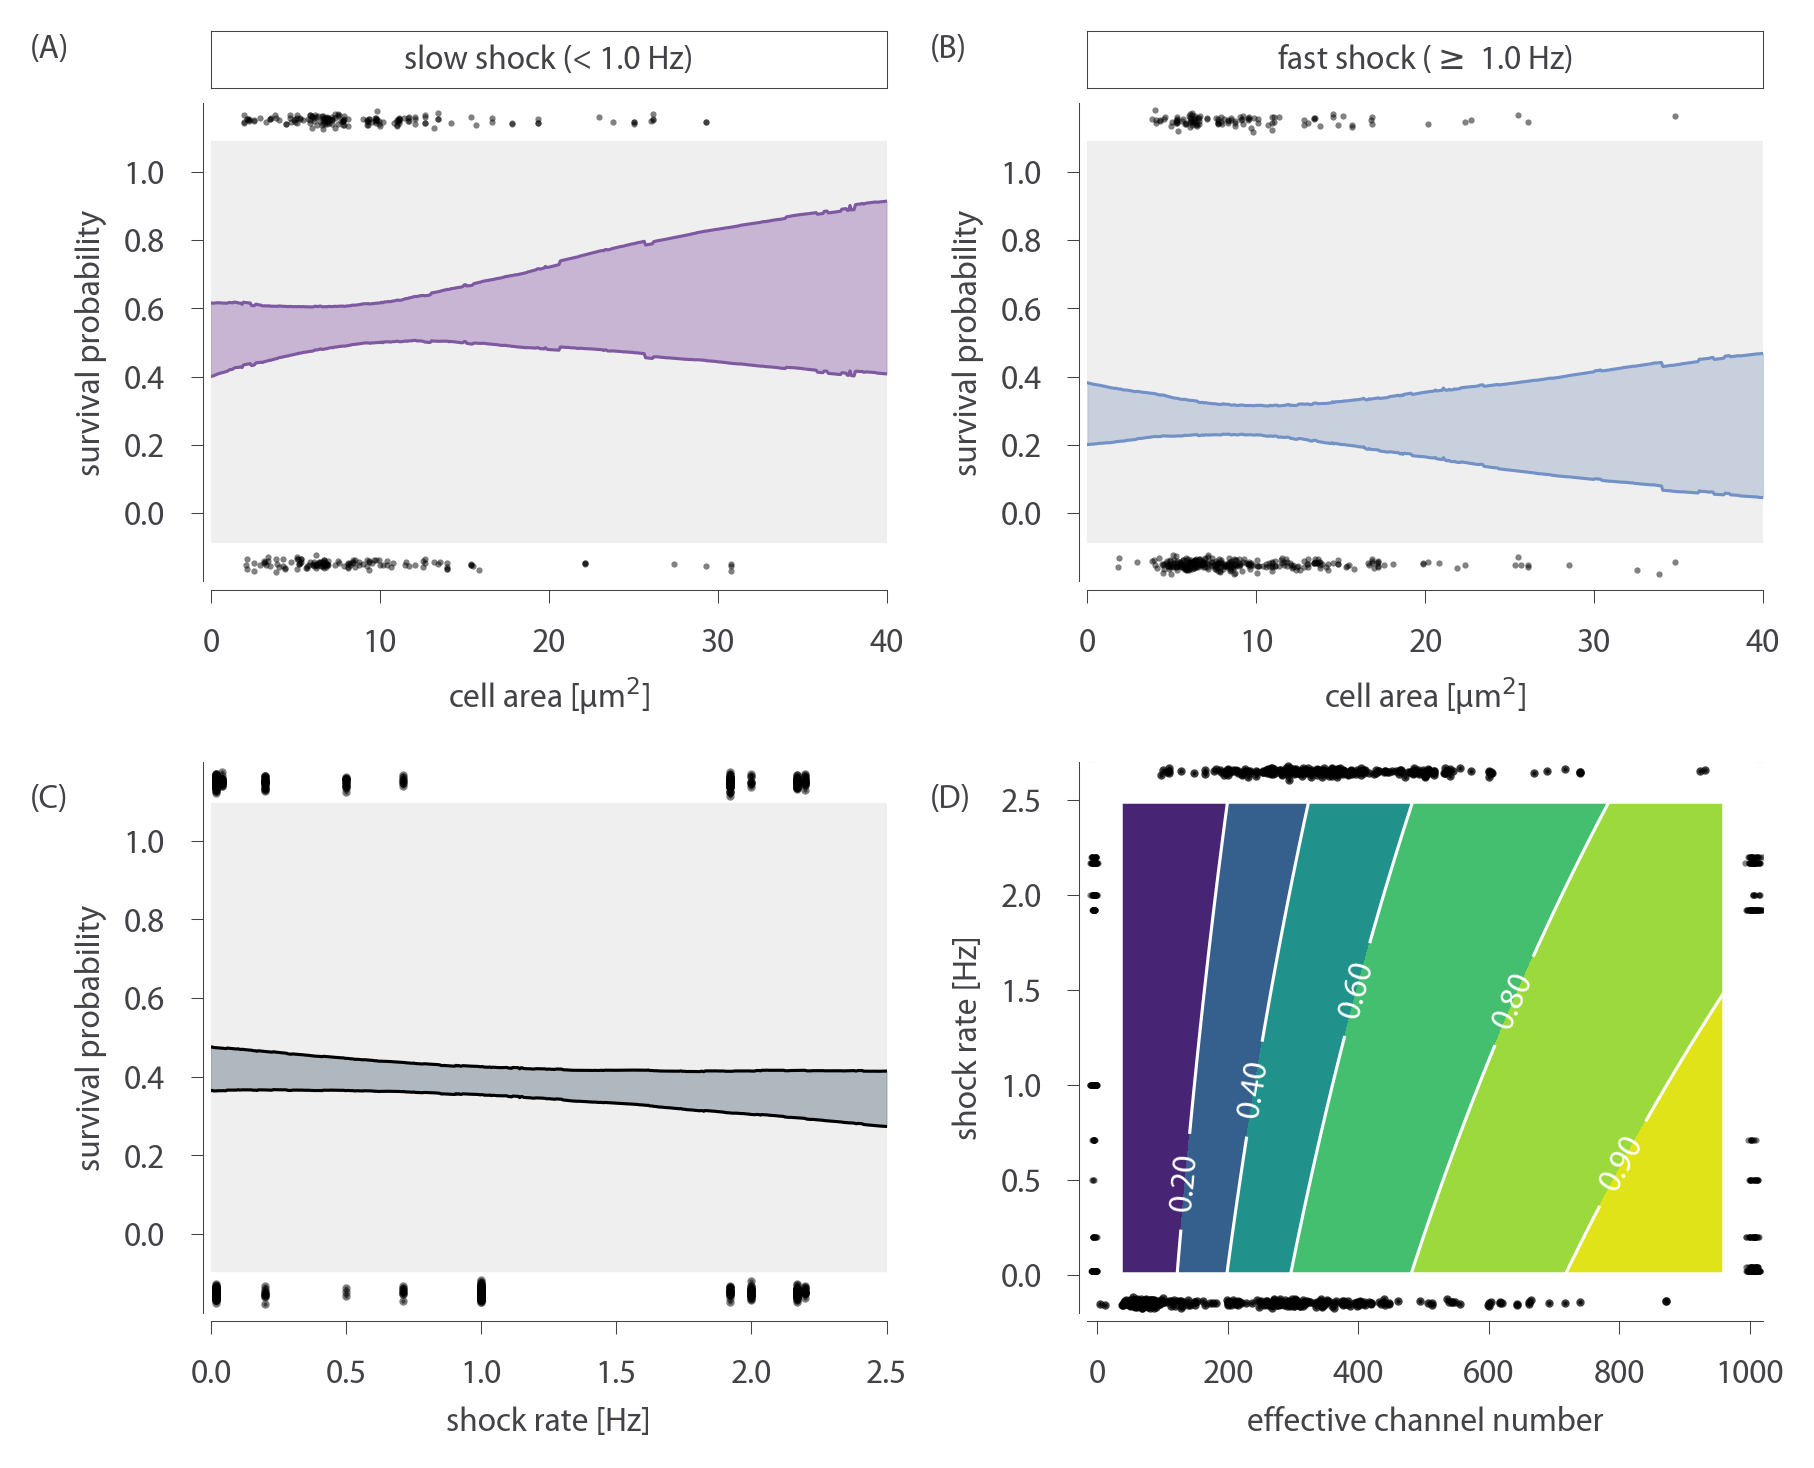 (A)
slow shock (< 1.0 Hz)
1.0
0.8
0.6
0.4
0.2
0.0
survival probability
0 10 20 30 40
cell area [µm²]
(B)
fast shock ( ≥ 1.0 Hz)
1.0
0.8
0.6
0.4
0.2
0.0
survival probability
0 10 20 30 40
cell area [µm²]
(C)
1.0
0.8
0.6
0.4
0.2
0.0
survival probability
0.0 0.5 1.0 1.5 2.0 2.5
shock rate [Hz]
(D)
2.5
2.0
1.5
1.0
0.5
0.0
shock rate [Hz]
0.20
0.40
0.60
0.80
0.90
0 200 400 600 800 1000
effective channel number